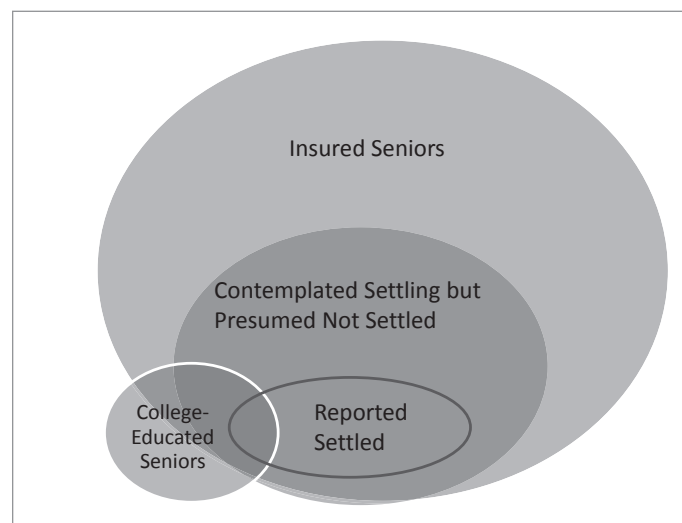 Insured Seniors
Contemplated Settling but
Presumed Not Settled
College-
Educated
Seniors
Reported
Settled